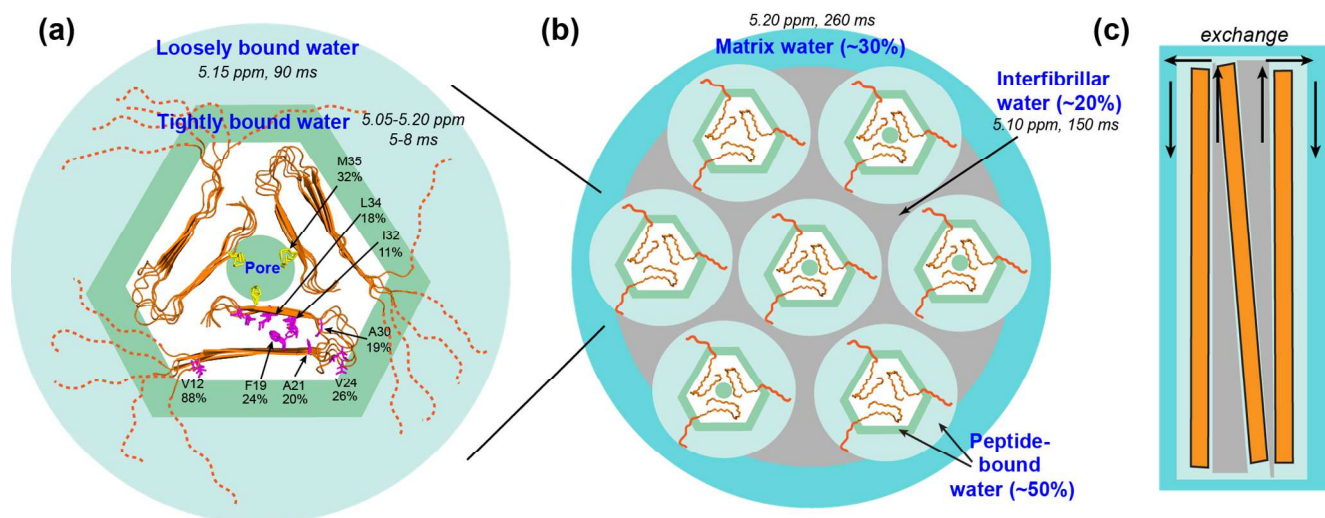 (a)
Loosely bound water
5.15 ppm, 90 ms
Tightly bound water
5.05-5.20 ppm
5-8 ms
M35
32%
L34
18%
I32
11%
Pore
A30
19%
V12
88%
F19
24%
A21
20%
V24
26%
(b)
5.20 ppm, 260 ms
Matrix water (~30%)
Interfibrillar
water (~20%)
5.10 ppm, 150 ms
Peptide-
bound
water (~50%)
(c)
exchange